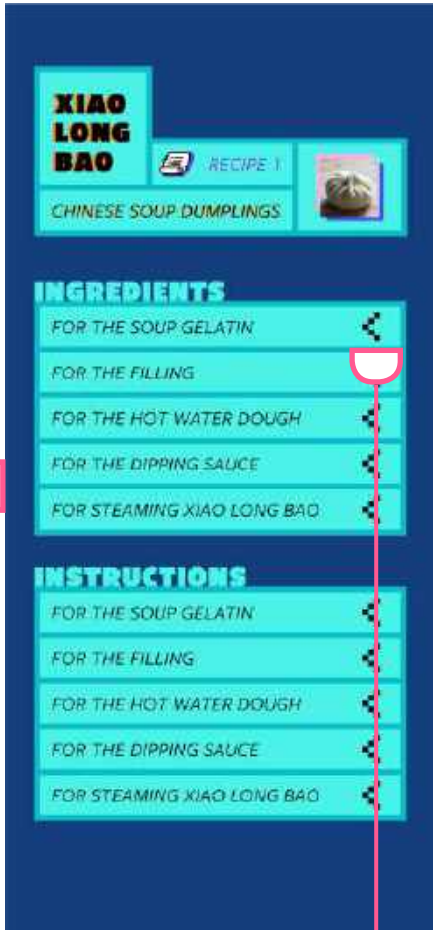 XIAO
LONG
BAO
RECIPE 1
CHINESE SOUP DUMPLINGS
INGREDIENTS
FOR THE SOUP GELATIN
FOR THE FILLING
FOR THE HOT WATER DOUGH
FOR THE DIPPING SAUCE
FOR STEAMING XIAO LONG BAO
INSTRUCTIONS
FOR THE SOUP GELATIN
FOR THE FILLING
FOR THE HOT WATER DOUGH
FOR THE DIPPING SAUCE
FOR STEAMING XIAO LONG BAO